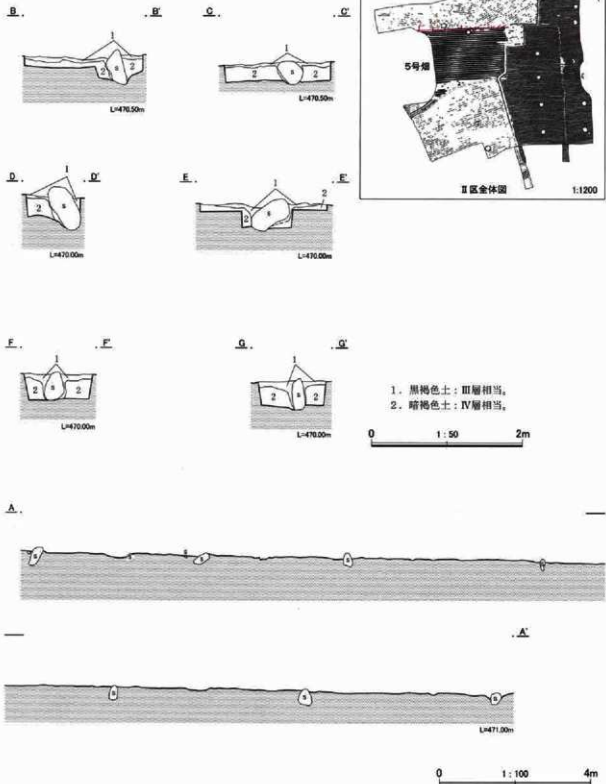 B B' C C'
1 1
2 s 2 s 2
L=470.50m
L=470.50m
5号畑
Ⅱ区全体図 1:1200
D D' E E'
1 1 2
2 s 2 s
L=470.00m L=470.00m
F F' G G'
1 1
2 s 2 2 s 2
L=470.00m L=470.00m
1. 黒褐色土:Ⅲ層相当。
2. 暗褐色土:Ⅳ層相当。
0 1:50 2m
A
s s s s s s
A'
s s s
L=471.00m
0 1:100 4m